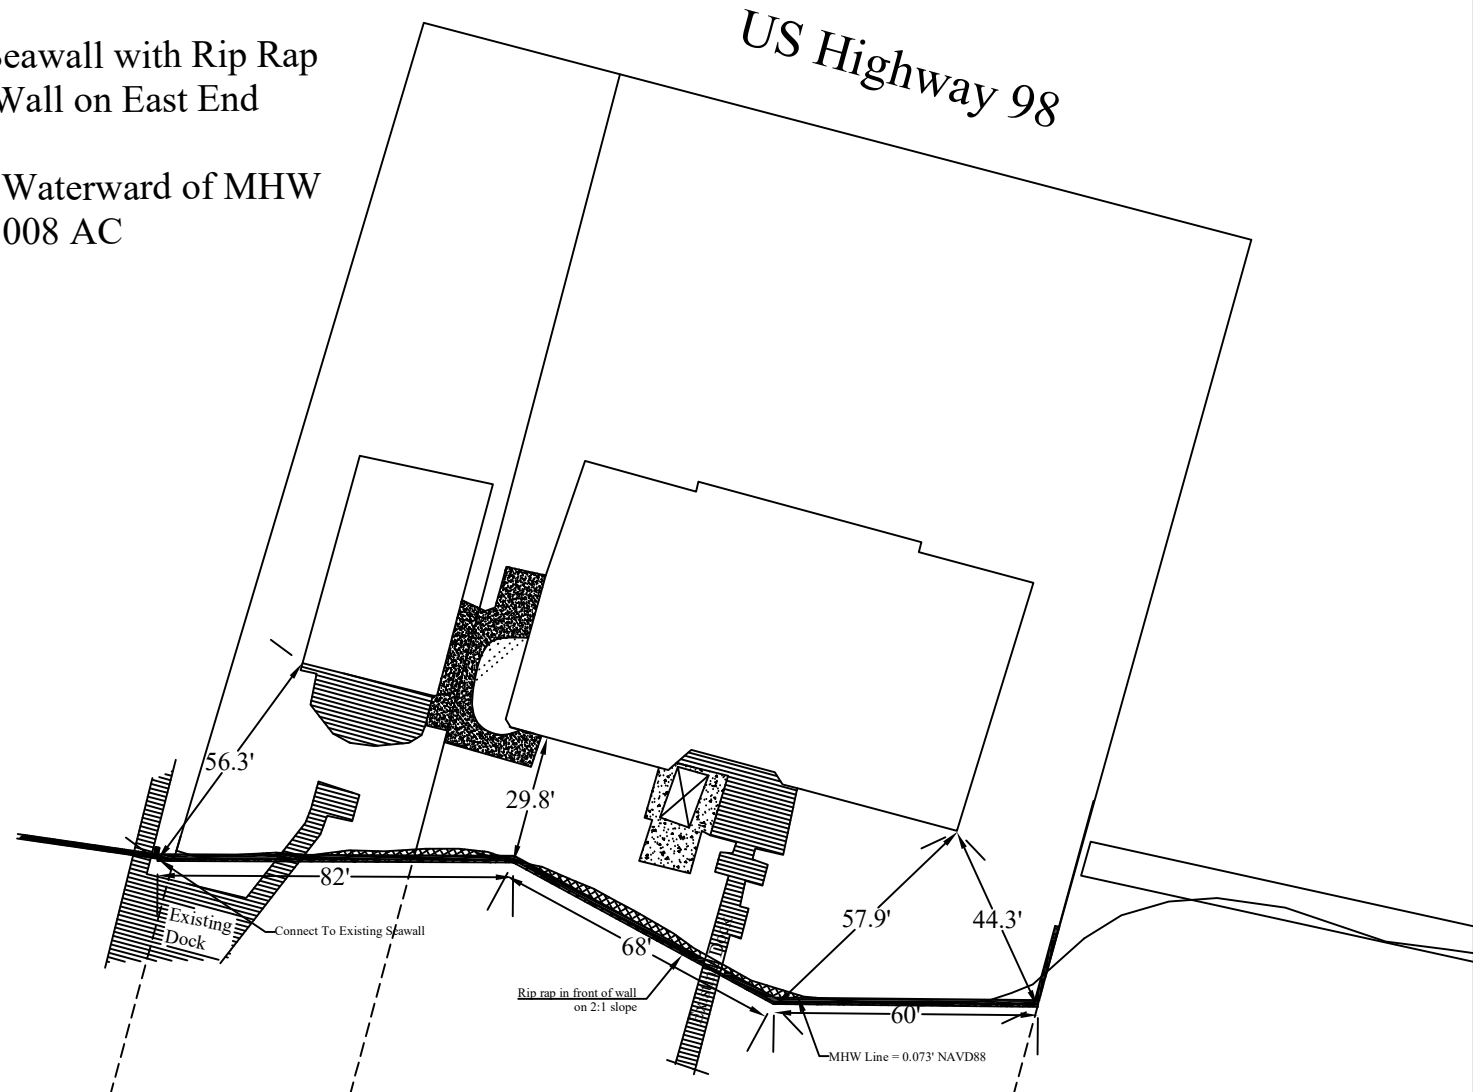 eawall with Rip Rap
Wall on East End
Waterward of MHW
008 AC
US Highway 98
56.3'
29.8'
82'
Existing
Dock
Connect To Existing Seawall
68'
57.9'
44.3'
Rip rap in front of wall
on 2:1 slope
60'
MHW Line = 0.073' NAVD88